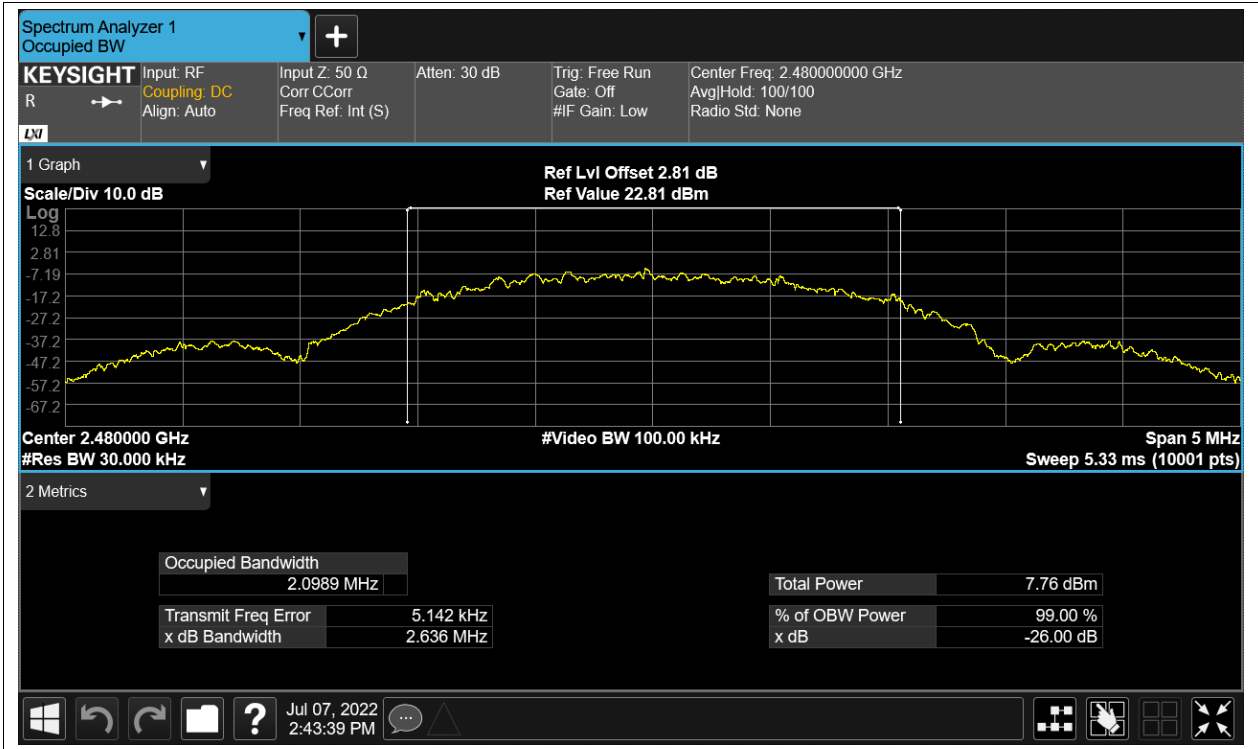 Spectrum Analyzer 1
Occupied BW
KEYSIGHT
R
LXI
Input: RF
Coupling: DC
Align: Auto
Input Z: 50 Ω
Corr CCorr
Freq Ref: Int (S)
Atten: 30 dB
Trig: Free Run
Gate: Off
#IF Gain: Low
Center Freq: 2.480000000 GHz
Avg|Hold: 100/100
Radio Std: None
1 Graph
Scale/Div 10.0 dB
Ref Lvl Offset 2.81 dB
Ref Value 22.81 dBm
Log
12.8
2.81
-7.19
-17.2
-27.2
-37.2
-47.2
-57.2
-67.2
Center 2.480000 GHz
#Video BW 100.00 kHz
Span 5 MHz
#Res BW 30.000 kHz
Sweep 5.33 ms (10001 pts)
2 Metrics
Occupied Bandwidth
2.0989 MHz
Transmit Freq Error 5.142 kHz
x dB Bandwidth 2.636 MHz
Total Power 7.76 dBm
% of OBW Power 99.00 %
x dB -26.00 dB
?
Jul 07, 2022
2:43:39 PM